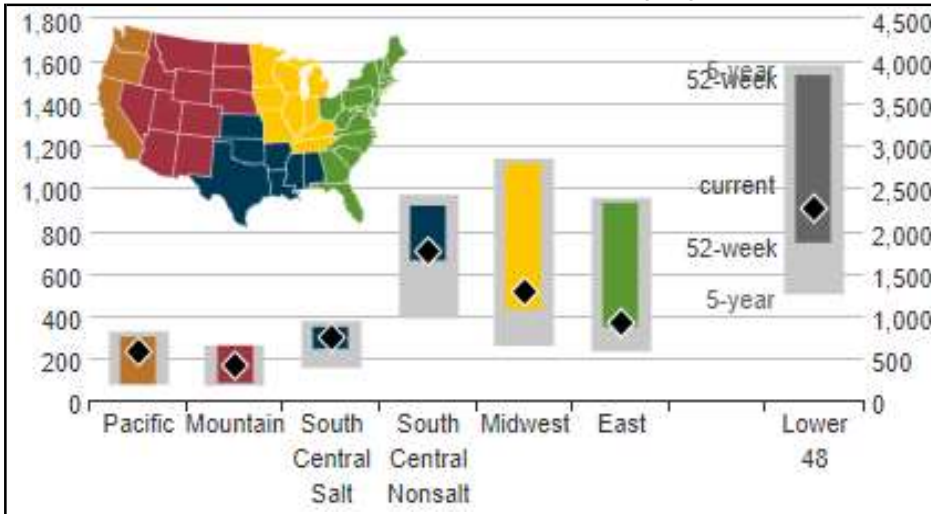 1,800 4,500
1,600 4,000
1,400 3,500
1,200 3,000
1,000 2,500
800 2,000
600 1,500
400 1,000
200 500
0 0
5-year
52-week
current
52-week
5-year
Pacific Mountain South South Midwest East Lower
Central Central 48
Salt Nonsalt